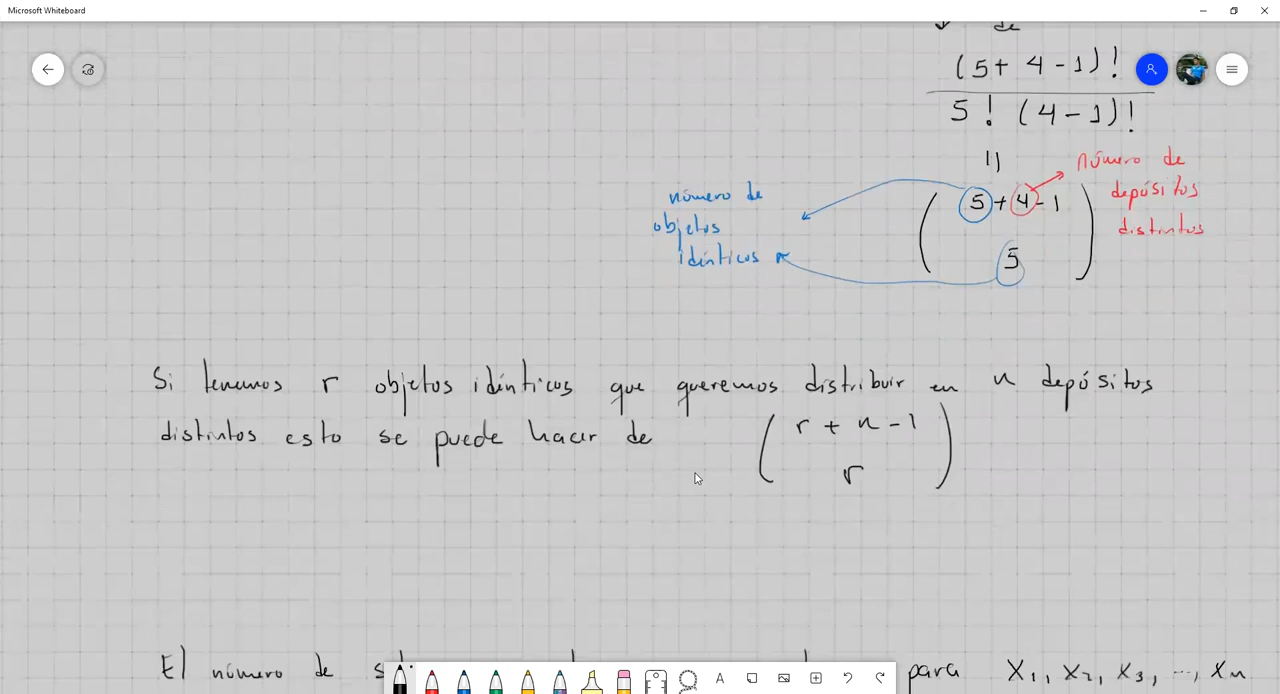 Microsoft Whiteboard
de
(5+ 4-1)!
5! (4-1)!
número de
depósitos
distintos
número de
objetos
idénticos
5+4-1
5
Si tenemos r objetos idénticos que queremos distribuir en n depósitos
distintos esto se puede hacer de
r + n - 1
r
El número de
para X1, X2, X3, ..., Xn
A